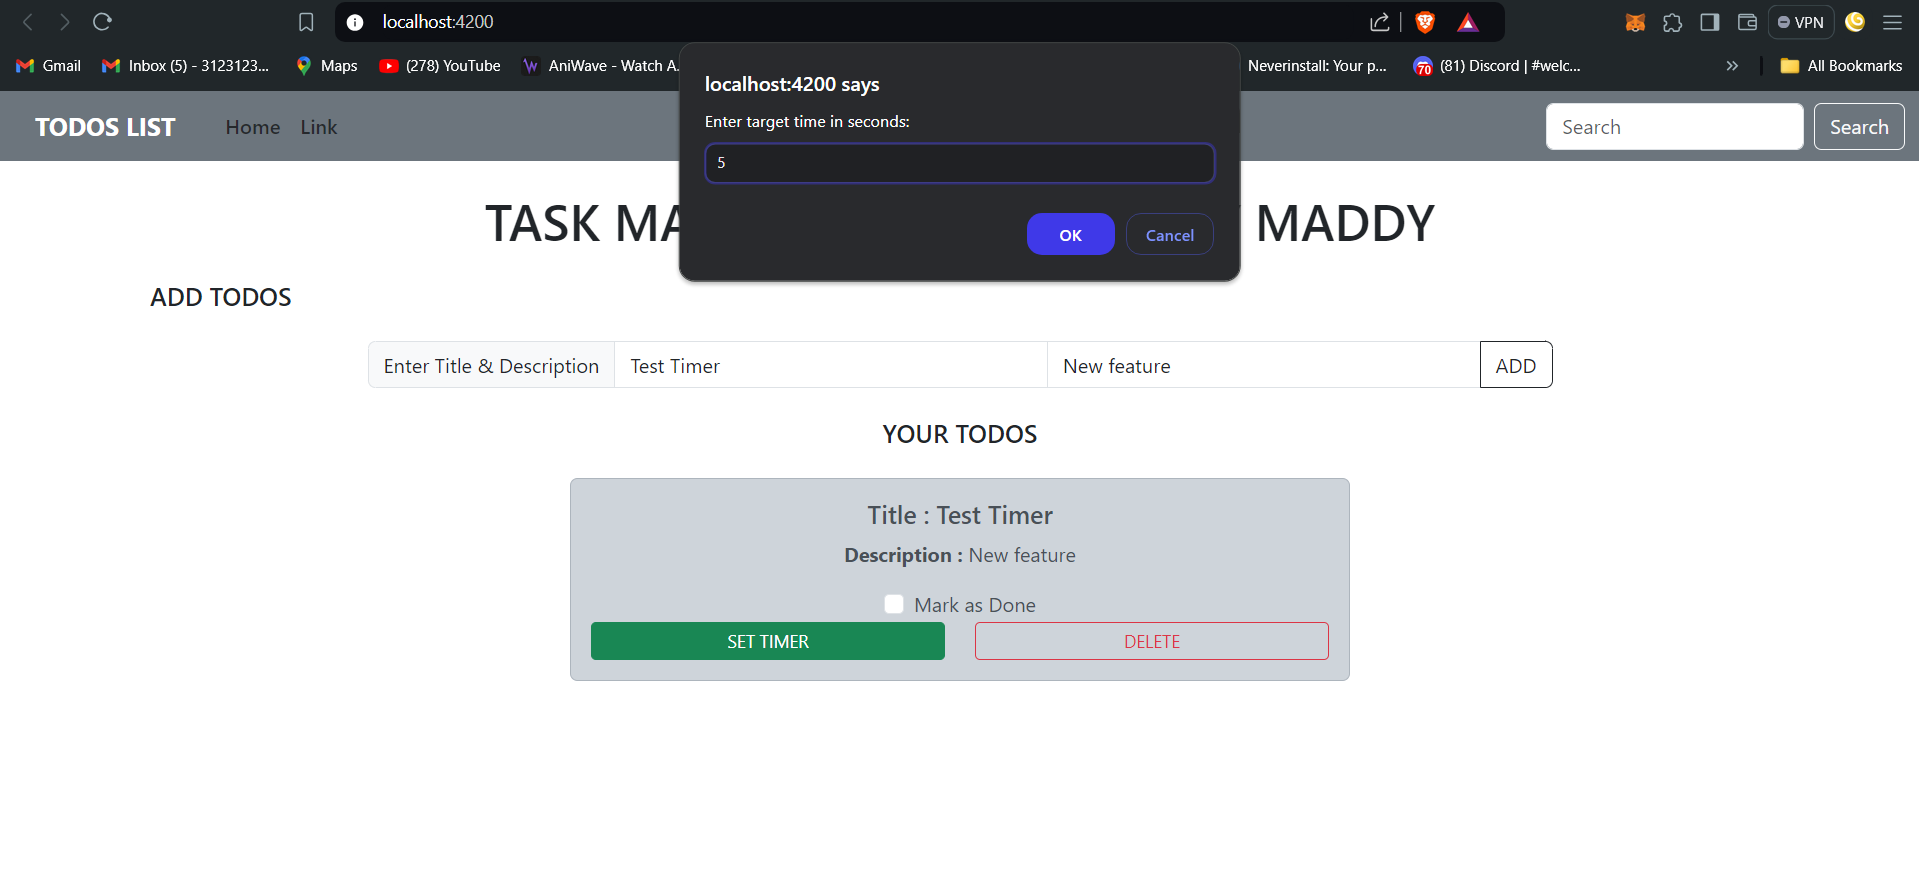 localhost:4200
VPN
Gmail
Inbox (5) - 3123123...
Maps
(278) YouTube
AniWave - Watch A.
Neverinstall: Your p...
70
(81) Discord | #welc...
All Bookmarks
localhost:4200 says
Enter target time in seconds:
5
OK
Cancel
TODOS LIST
Home
Link
Search
Search
TASK MA
MADDY
ADD TODOS
Enter Title & Description
Test Timer
New feature
ADD
YOUR TODOS
Title : Test Timer
Description : New feature
Mark as Done
SET TIMER
DELETE